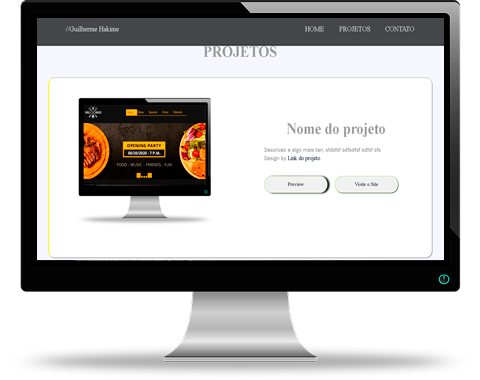 //Guilherme Hakime
HOME PROJETOS CONTATO
PROJETOS
Nome do projeto
Descricao e algo mais tan, sfdsfsf sdfsdfsf sdfsf sfs
Design by Link do projeto
Preview
Visite o Site
OPENING PARTY
06/20/2020 - 7 P.M.
FOOD - MUSIC - FRIENDS - FUN